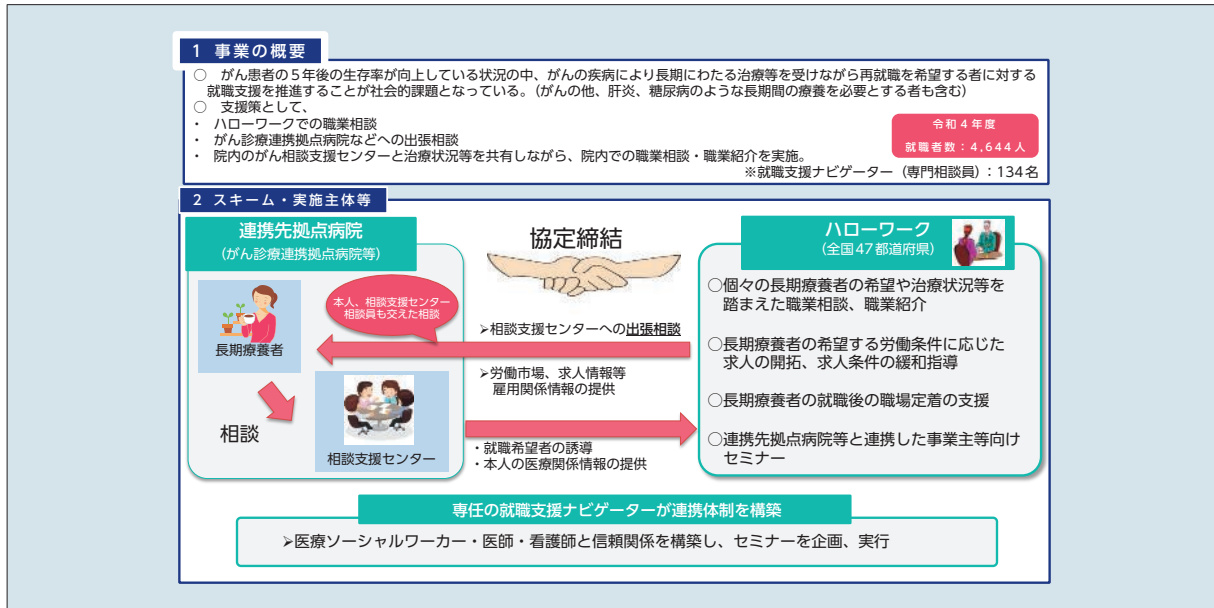 1 事業の概要
○ がん患者の5年後の生存率が向上している状況の中、がんの疾病により長期にわたる治療等を受けながら再就職を希望する者に対する
就職支援を推進することが社会的課題となっている。（がんの他、肝炎、糖尿病のような長期間の療養を必要とする者も含む）
○ 支援策として、
・ ハローワークでの職業相談
・ がん診療連携拠点病院などへの出張相談
・ 院内のがん相談支援センターと治療状況等を共有しながら、院内での職業相談・職業紹介を実施。
令和4年度
就職者数：4,644人
※就職支援ナビゲーター（専門相談員）：134名
2 スキーム・実施主体等
連携先拠点病院
（がん診療連携拠点病院等）
長期療養者
本人、相談支援センター
相談員も交えた相談
相談
相談支援センター
協定締結
➢相談支援センターへの出張相談
➢労働市場、求人情報等
雇用関係情報の提供
・就職希望者の誘導
・本人の医療関係情報の提供
ハローワーク
（全国47都道府県）
○個々の長期療養者の希望や治療状況等を
踏まえた職業相談、職業紹介
○長期療養者の希望する労働条件に応じた
求人の開拓、求人条件の緩和指導
○長期療養者の就職後の職場定着の支援
○連携先拠点病院等と連携した事業主等向け
セミナー
専任の就職支援ナビゲーターが連携体制を構築
➢医療ソーシャルワーカー・医師・看護師と信頼関係を構築し、セミナーを企画、実行